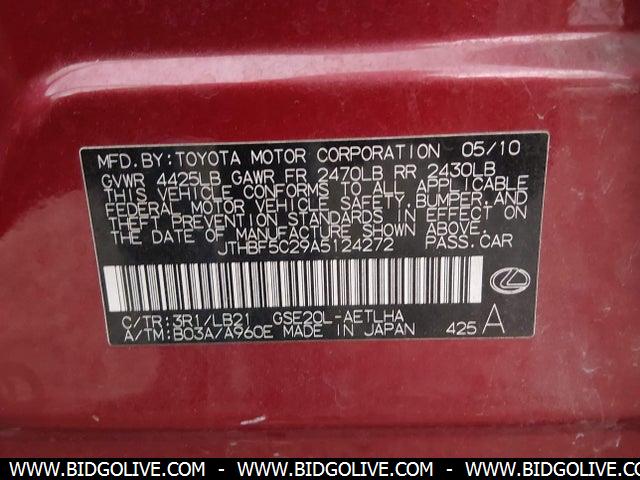 MFD. BY: TOYOTA MOTOR CORPORATION 05/10
GVWR 4425LB GAWR FR 2470LB RR 2430LB
THIS VEHICLE CONFORMS TO ALL APPLICABLE
FEDERAL MOTOR VEHICLE SAFETY, BUMPER, AND
THEFT PREVENTION STANDARDS IN EFFECT ON
THE DATE OF MANUFACTURE SHOWN ABOVE.
JTHBF5C29A5124272 PASS.CAR
C/TR:3R1/LB21 GSE20L-AETLHA
A/TM:B03A/A960E MADE IN JAPAN 425 A
WWW.BIDGOLIVE.COM - WWW.BIDGOLIVE.COM - WWW.BIDGOLIVE.COM